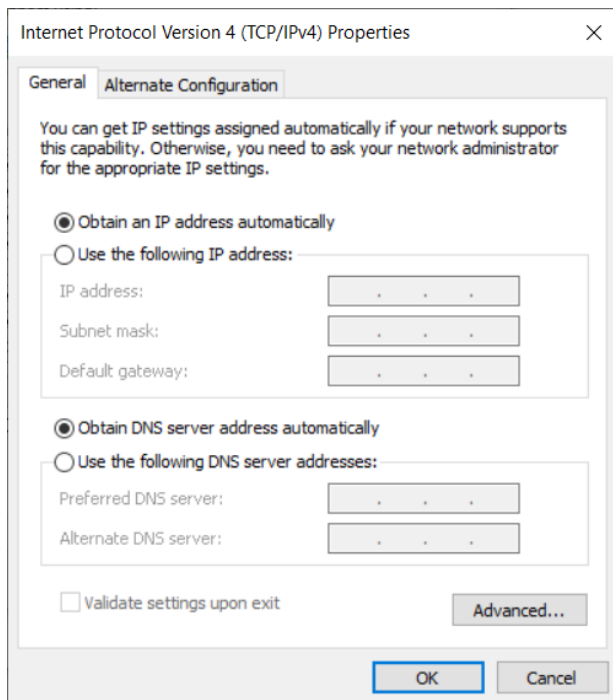 Internet Protocol Version 4 (TCP/IPv4) Properties
General
Alternate Configuration
You can get IP settings assigned automatically if your network supports
this capability. Otherwise, you need to ask your network administrator
for the appropriate IP settings.
Obtain an IP address automatically
Use the following IP address:
IP address:
Subnet mask:
Default gateway:
Obtain DNS server address automatically
Use the following DNS server addresses:
Preferred DNS server:
Alternate DNS server:
Validate settings upon exit
Advanced...
OK
Cancel